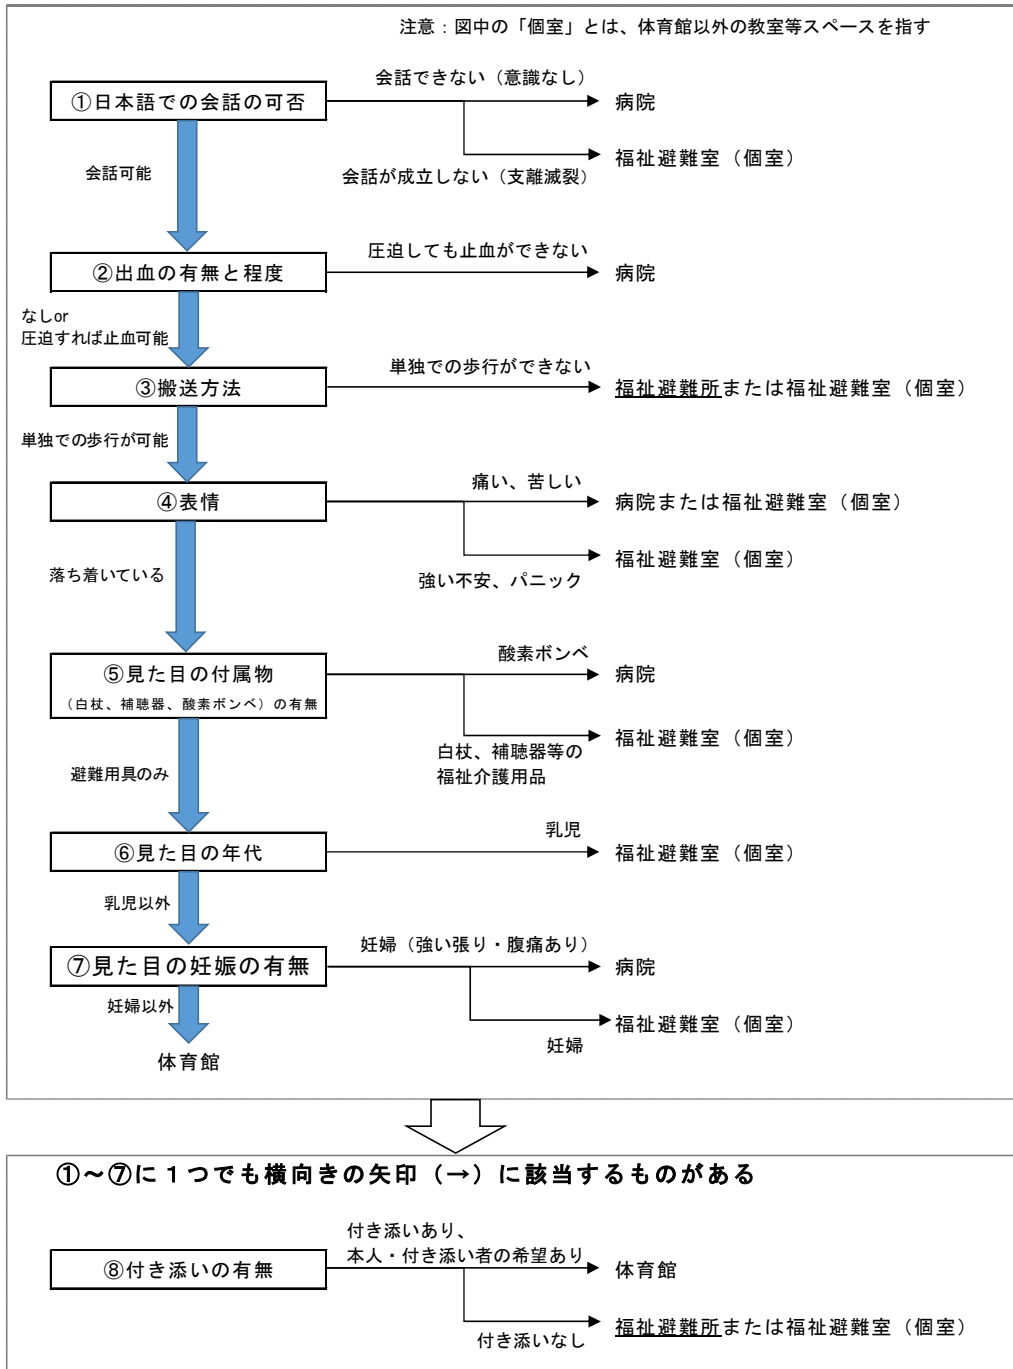 注意：図中の「個室」とは、体育館以外の教室等スペースを指す
会話できない（意識なし）
①日本語での会話の可否
病院
福祉避難室（個室）
会話可能
会話が成立しない（支離滅裂）
圧迫しても止血ができない
②出血の有無と程度
病院
なしor
圧迫すれば止血可能
単独での歩行ができない
③搬送方法
福祉避難所または福祉避難室（個室）
単独での歩行が可能
痛い、苦しい
④表情
病院または福祉避難室（個室）
福祉避難室（個室）
落ち着いている
強い不安、パニック
酸素ボンベ
⑤見た目の付属物
（白杖、補聴器、酸素ボンベ）の有無
病院
福祉避難室（個室）
白杖、補聴器等の
福祉介護用品
避難用具のみ
乳児
⑥見た目の年代
福祉避難室（個室）
乳児以外
妊婦（強い張り・腹痛あり）
⑦見た目の妊娠の有無
病院
妊婦以外
福祉避難室（個室）
妊婦
体育館
①～⑦に１つでも横向きの矢印（→）に該当するものがある
付き添いあり、
本人・付き添い者の希望あり
⑧付き添いの有無
体育館
福祉避難所または福祉避難室（個室）
付き添いなし